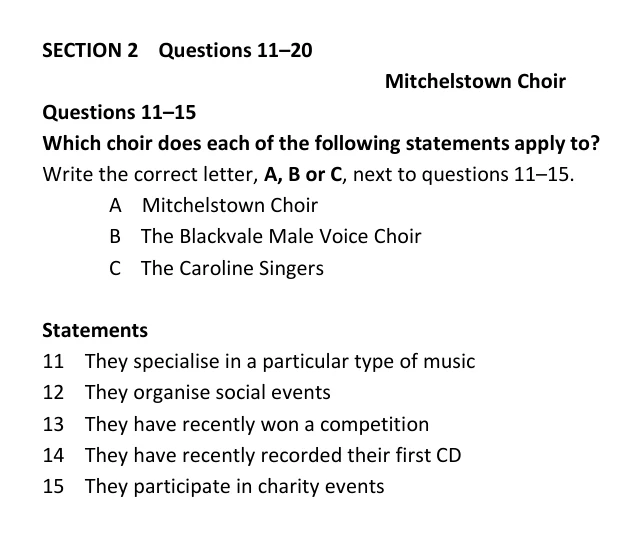 SECTION 2 Questions 11–20
Mitchelstown Choir
Questions 11–15
Which choir does each of the following statements apply to?
Write the correct letter, A, B or C, next to questions 11–15.
A Mitchelstown Choir
B The Blackvale Male Voice Choir
C The Caroline Singers
Statements
11 They specialise in a particular type of music
12 They organise social events
13 They have recently won a competition
14 They have recently recorded their first CD
15 They participate in charity events